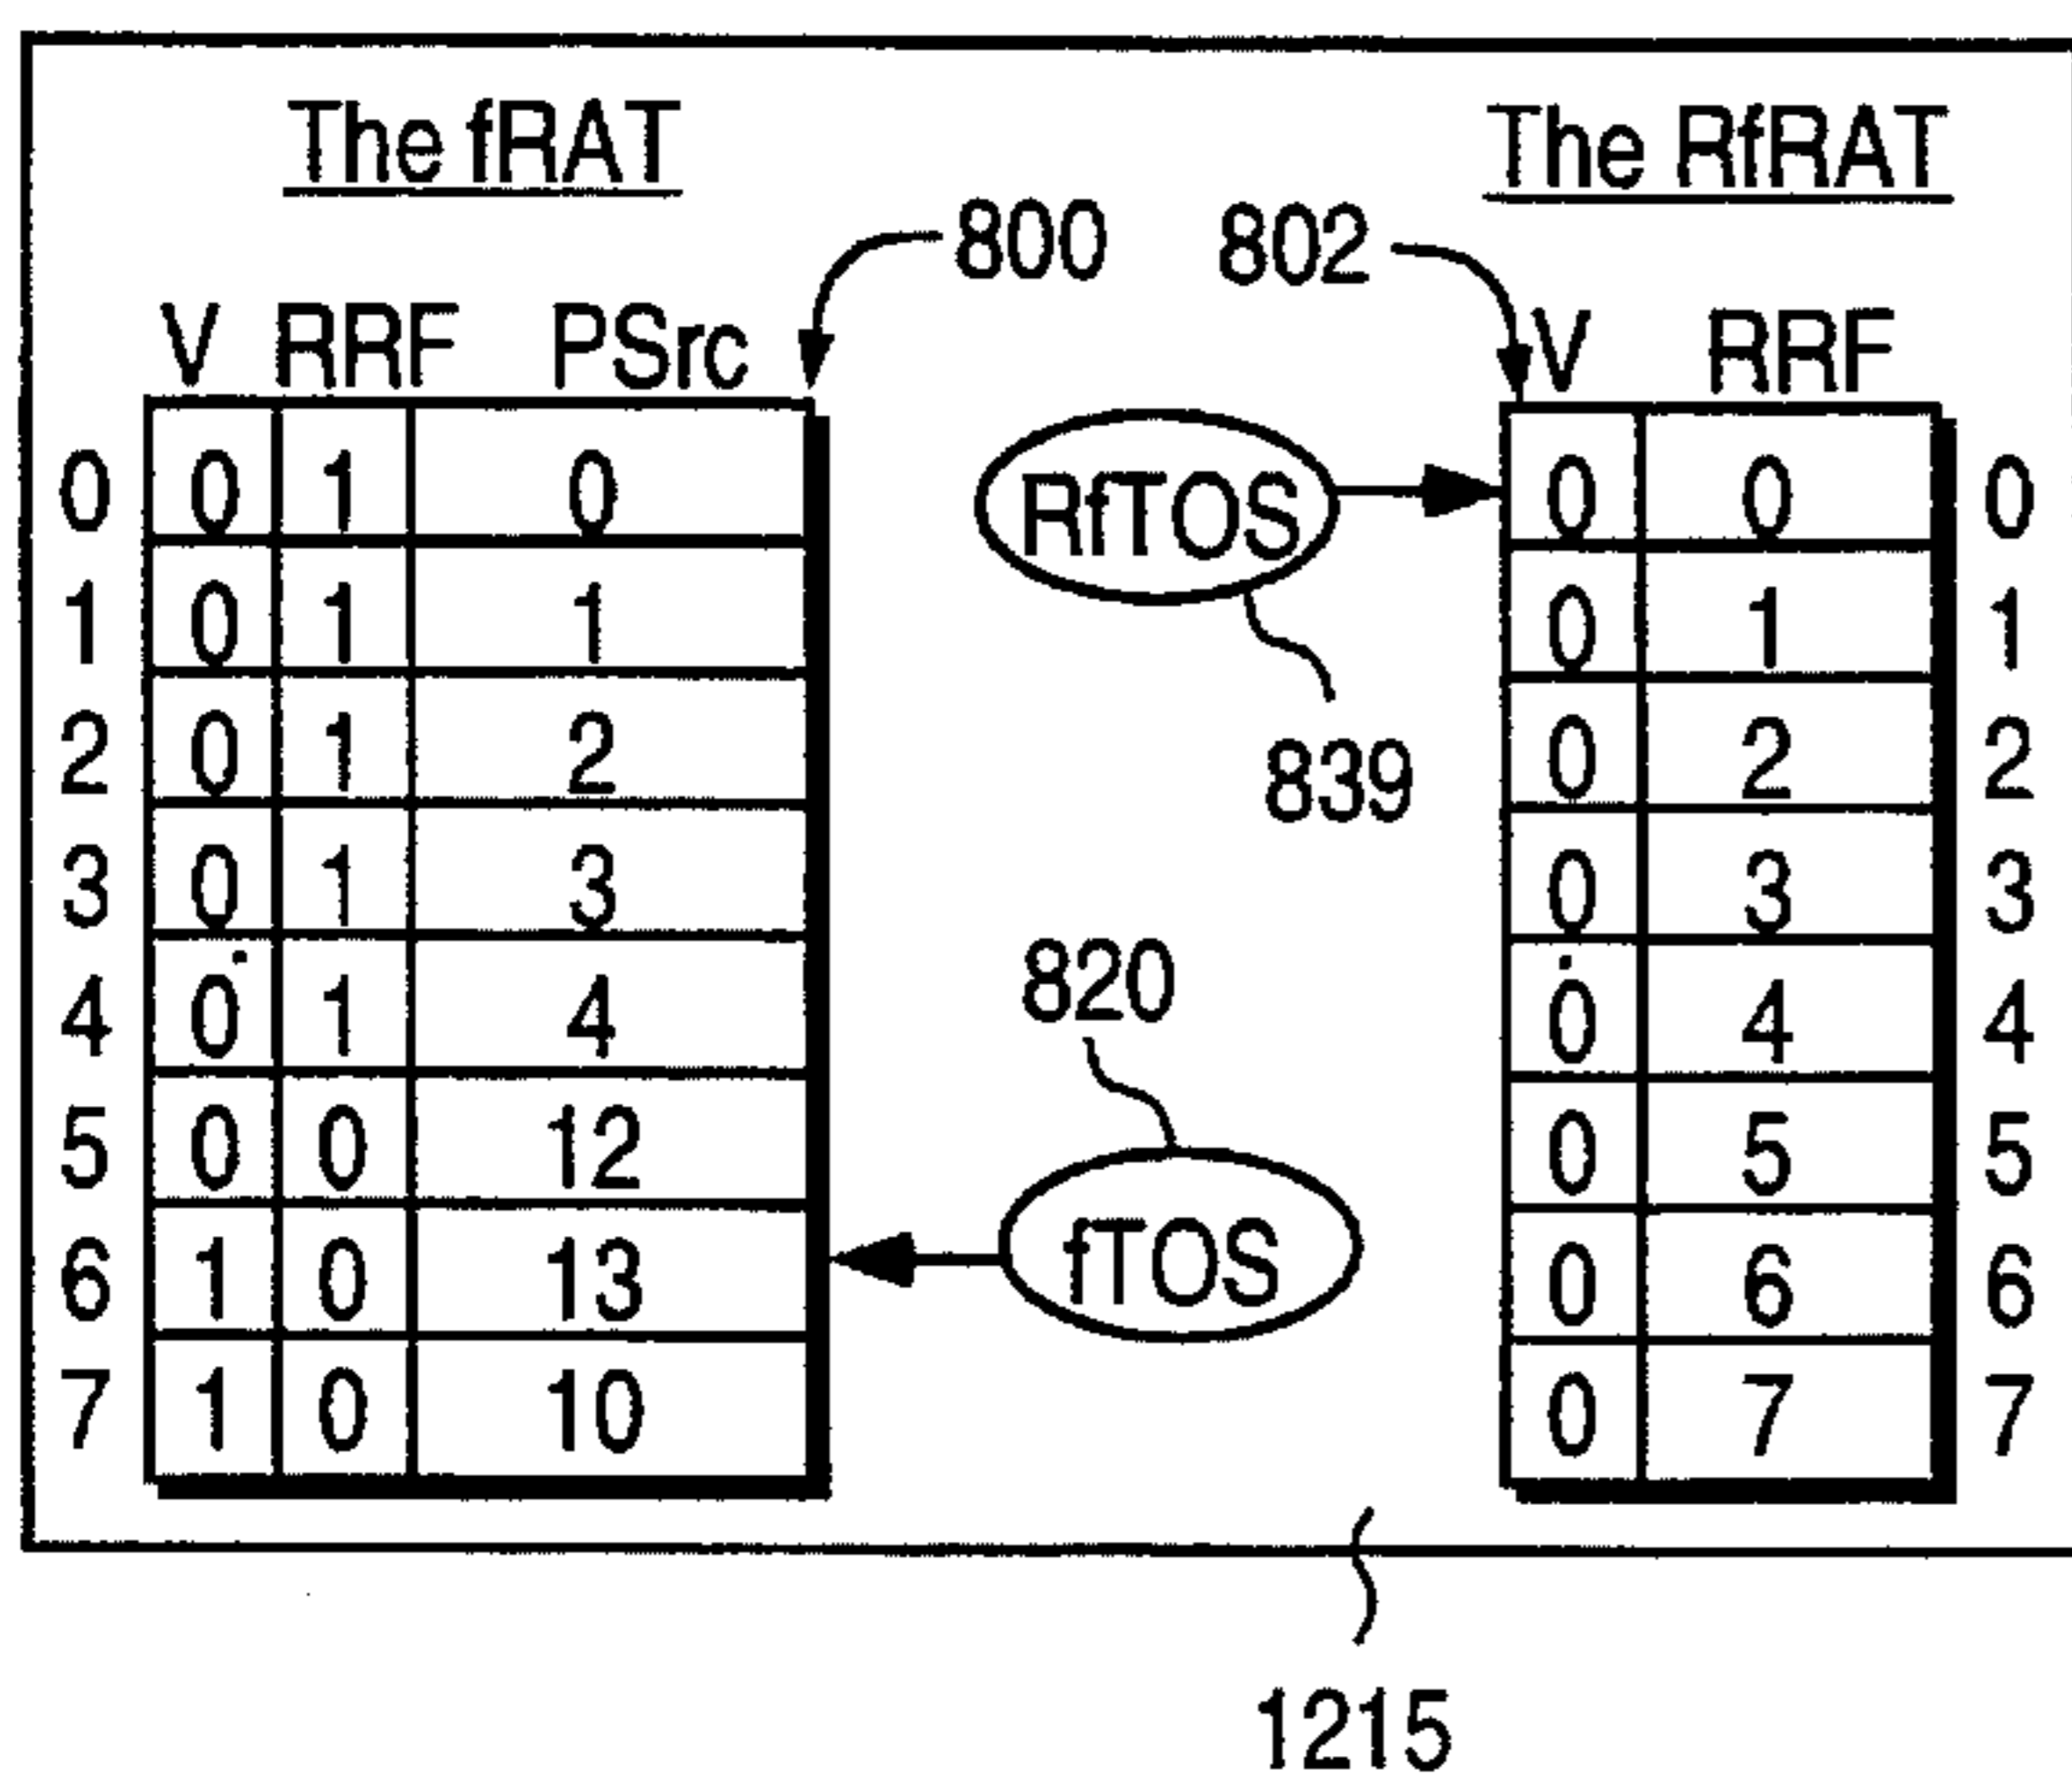 The fRAT
The RfRAT
800
802
V RRF PSrc
V RRF
0 0 1 0
RfTOS
0 0 0
1 0 1 1
0 1 1
2 0 1 2
839
0 2 2
3 0 1 3
0 3 3
4 0 1 4
820
0 4 4
5 0 0 12
0 5 5
6 1 0 13
fTOS
0 6 6
7 1 0 10
0 7 7
1215